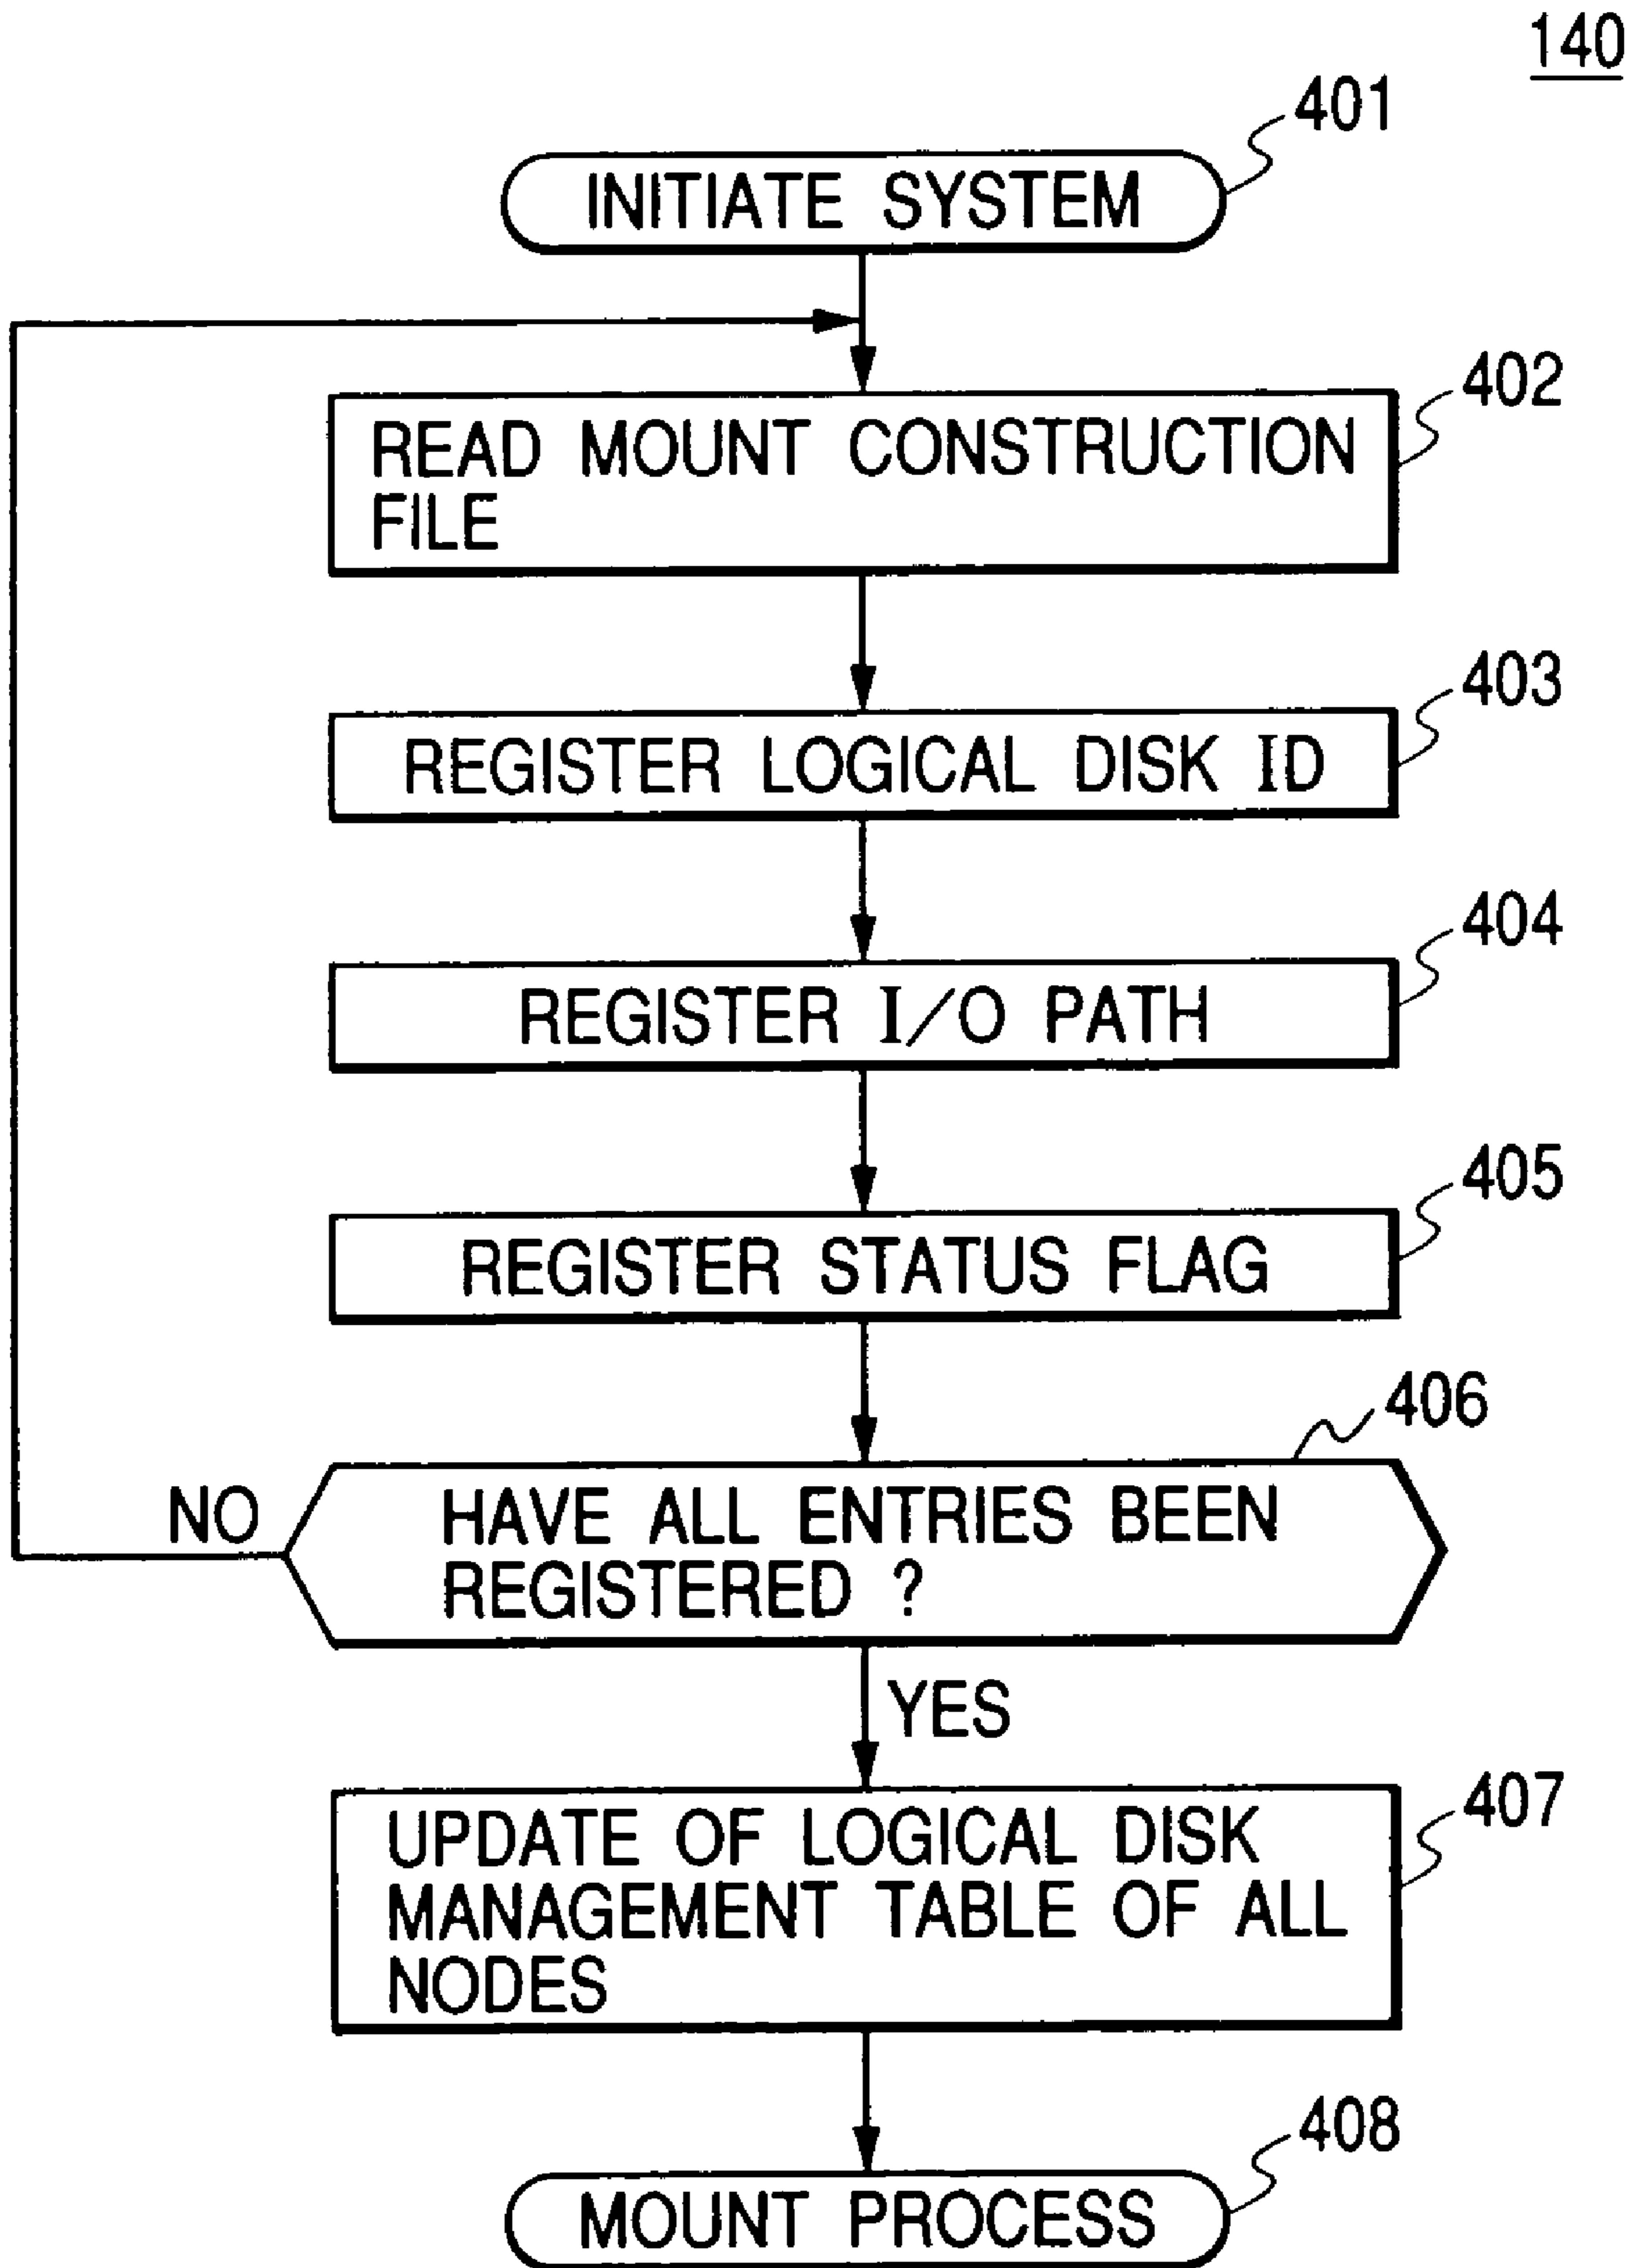 140
401
INITIATE SYSTEM
402
READ MOUNT CONSTRUCTION
FILE
403
REGISTER LOGICAL DISK ID
404
REGISTER I/O PATH
405
REGISTER STATUS FLAG
406
NO
HAVE ALL ENTRIES BEEN
REGISTERED ?
YES
407
UPDATE OF LOGICAL DISK
MANAGEMENT TABLE OF ALL
NODES
408
MOUNT PROCESS